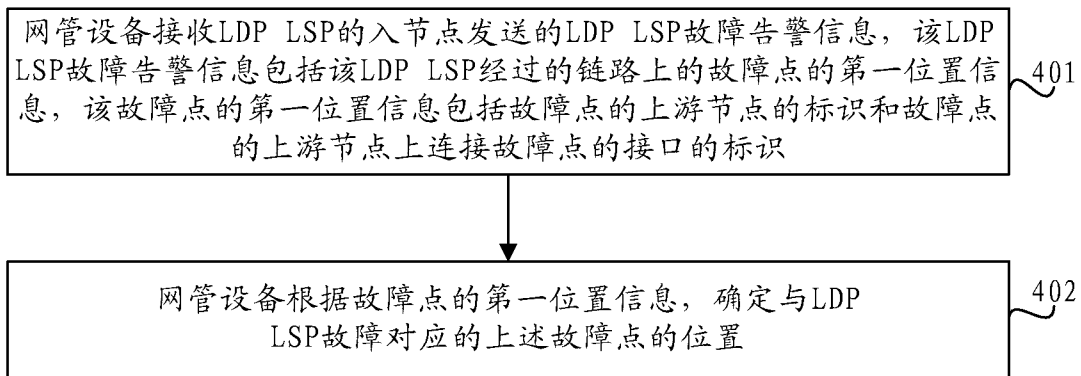 网管设备接收LDP LSP的入节点发送的LDP LSP故障告警信息，该LDP
LSP故障告警信息包括该LDP LSP经过的链路上的故障点的第一位置信
息，该故障点的第一位置信息包括故障点的上游节点的标识和故障点
的上游节点上连接故障点的接口的标识
401
网管设备根据故障点的第一位置信息，确定与LDP
LSP故障对应的上述故障点的位置
402